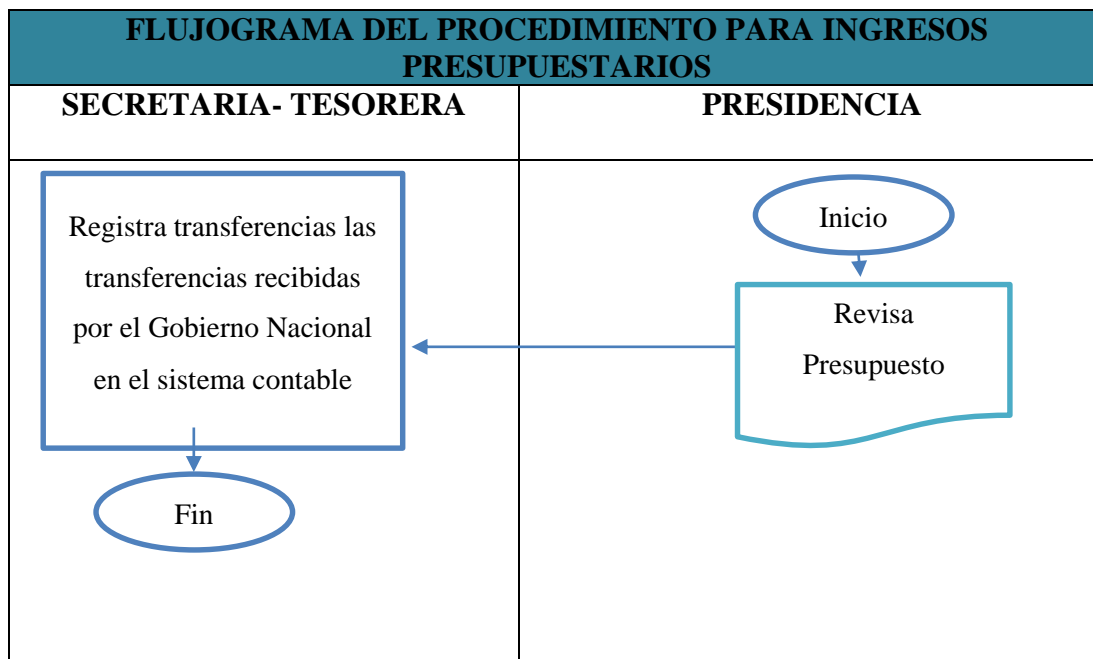 FLUJOGRAMA DEL PROCEDIMIENTO PARA INGRESOS
PRESUPUESTARIOS
SECRETARIA- TESORERA
PRESIDENCIA
Registra transferencias las
transferencias recibidas
por el Gobierno Nacional
en el sistema contable
Fin
Inicio
Revisa
Presupuesto